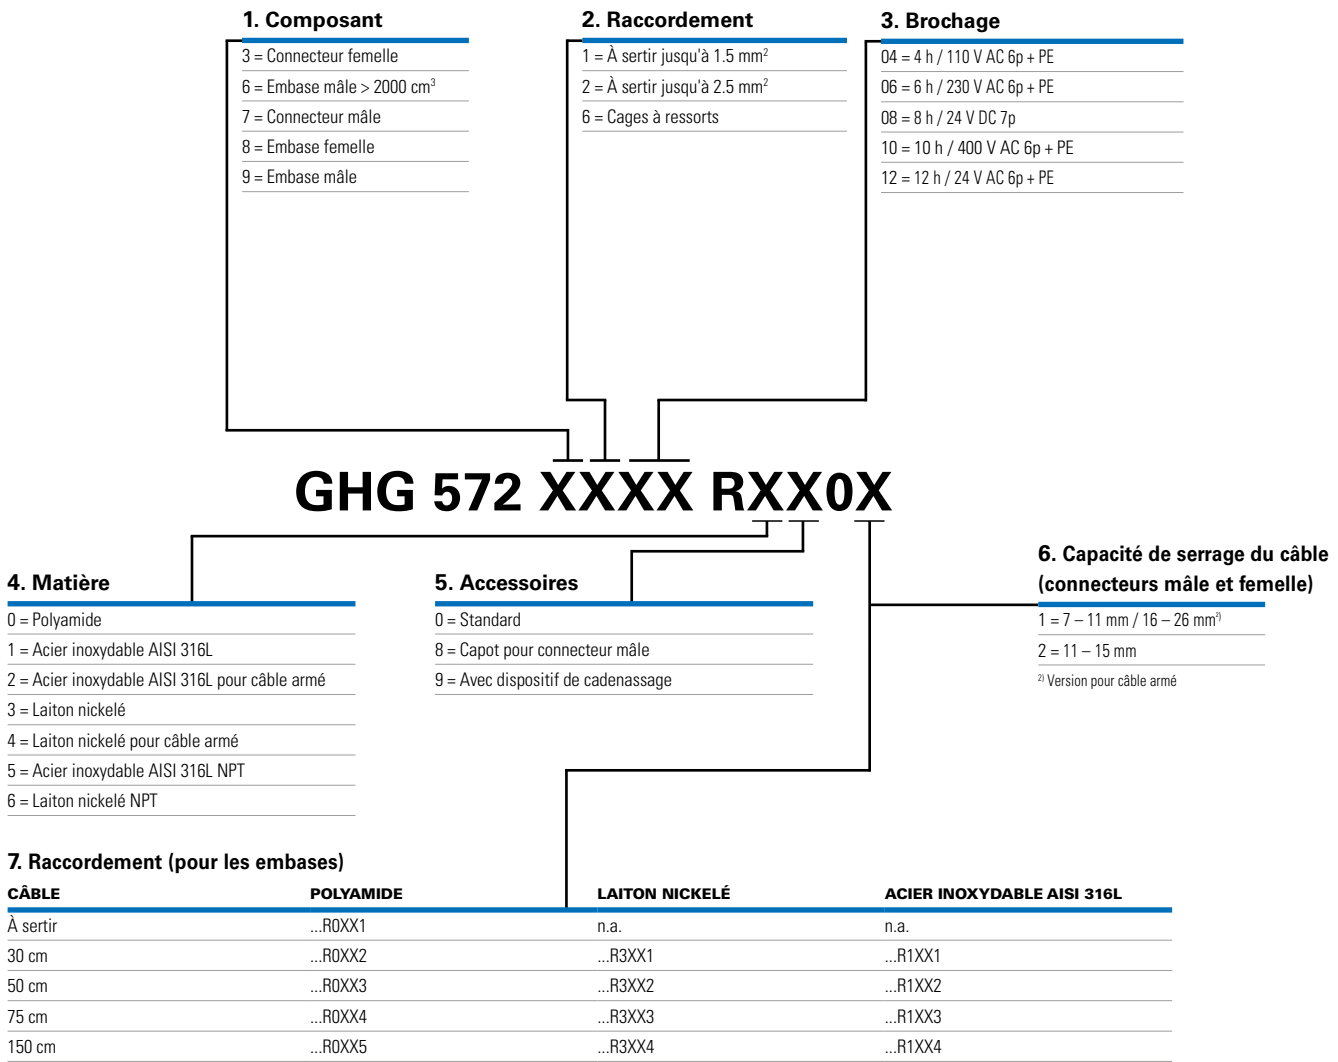 1. Composant
3 = Connecteur femelle
6 = Embase mâle > 2000 cm³
7 = Connecteur mâle
8 = Embase femelle
9 = Embase mâle
2. Raccordement
1 = À sertir jusqu'à 1.5 mm²
2 = À sertir jusqu'à 2.5 mm²
6 = Cages à ressorts
3. Brochage
04 = 4 h / 110 V AC 6p + PE
06 = 6 h / 230 V AC 6p + PE
08 = 8 h / 24 V DC 7p
10 = 10 h / 400 V AC 6p + PE
12 = 12 h / 24 V AC 6p + PE
GHG 572 XXXX RXX0X
4. Matière
0 = Polyamide
1 = Acier inoxydable AISI 316L
2 = Acier inoxydable AISI 316L pour câble armé
3 = Laiton nickelé
4 = Laiton nickelé pour câble armé
5 = Acier inoxydable AISI 316L NPT
6 = Laiton nickelé NPT
5. Accessoires
0 = Standard
8 = Capot pour connecteur mâle
9 = Avec dispositif de cadenassage
6. Capacité de serrage du câble
(connecteurs mâle et femelle)
1 = 7 – 11 mm / 16 – 26 mm²⁾
2 = 11 – 15 mm
²⁾ Version pour câble armé
7. Raccordement (pour les embases)
CÂBLE POLYAMIDE LAITON NICKELÉ ACIER INOXYDABLE AISI 316L
À sertir ...R0XX1 n.a. n.a.
30 cm ...R0XX2 ...R3XX1 ...R1XX1
50 cm ...R0XX3 ...R3XX2 ...R1XX2
75 cm ...R0XX4 ...R3XX3 ...R1XX3
150 cm ...R0XX5 ...R3XX4 ...R1XX4